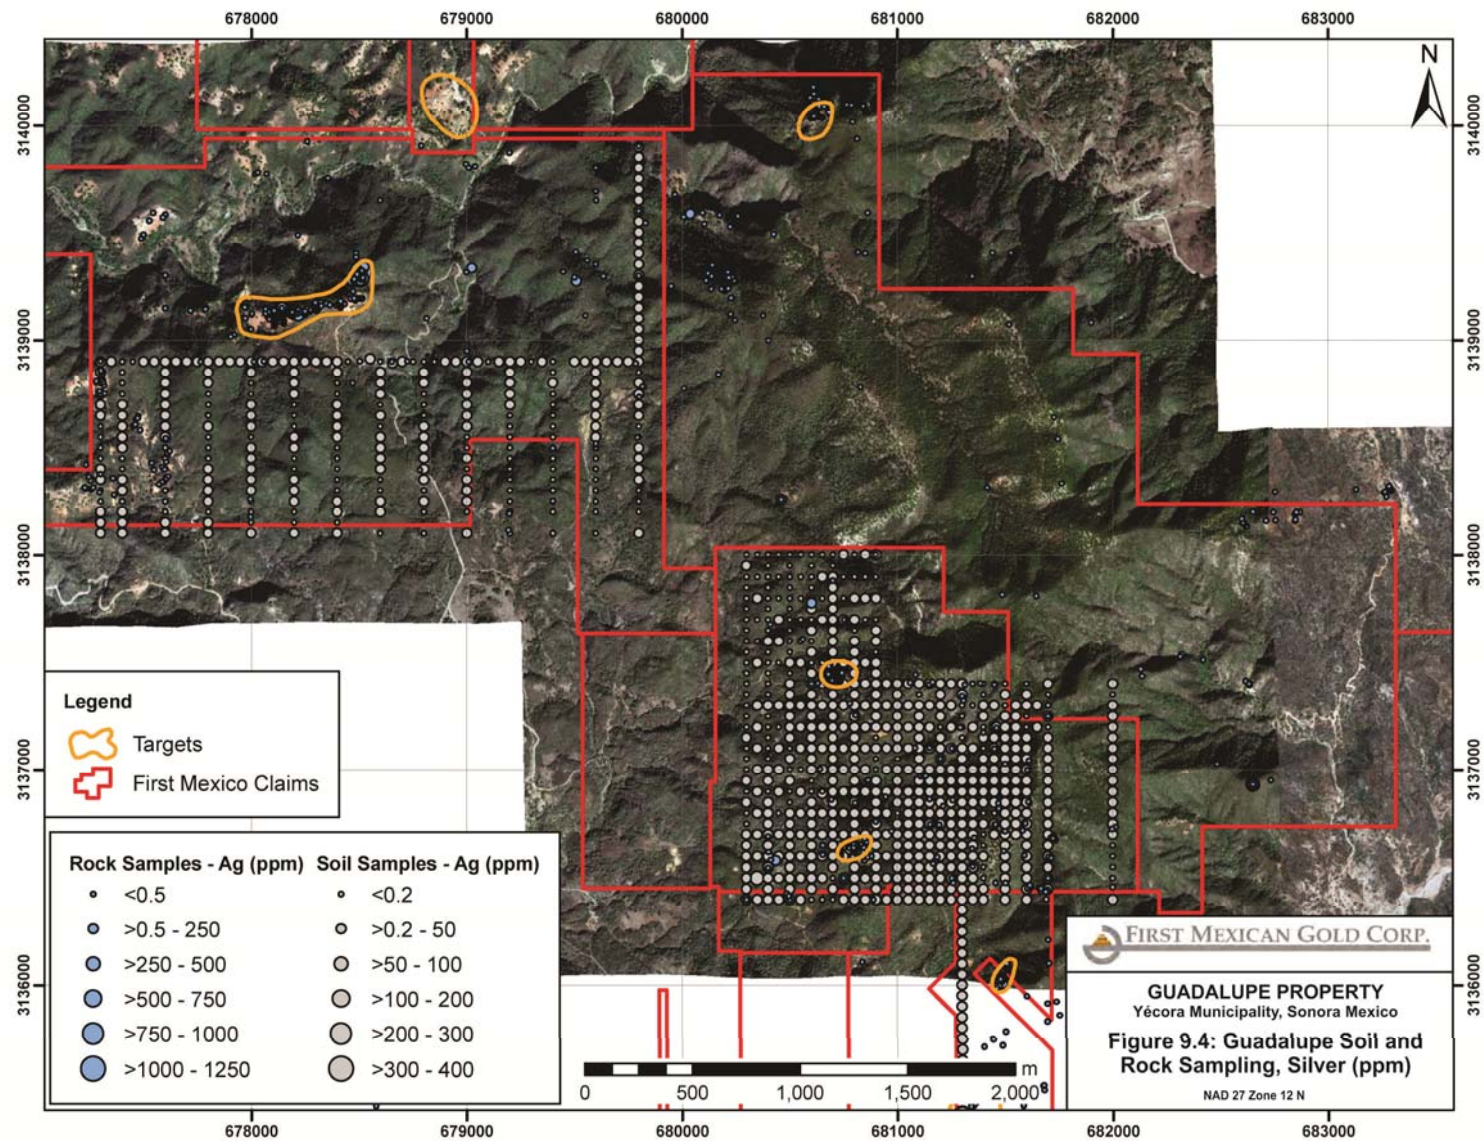 678000 679000 680000 681000 682000 683000
N
3140000 3140000
3139000 3139000
3138000 3138000
3137000 3137000
3136000 3136000
Legend
Targets
First Mexico Claims
Rock Samples - Ag (ppm) Soil Samples - Ag (ppm)
<0.5 <0.2
>0.5 - 250 >0.2 - 50
>250 - 500 >50 - 100
>500 - 750 >100 - 200
>750 - 1000 >200 - 300
>1000 - 1250 >300 - 400
m
0 500 1,000 1,500 2,000
FIRST MEXICAN GOLD CORP.
GUADALUPE PROPERTY
Yécora Municipality, Sonora Mexico
Figure 9.4: Guadalupe Soil and
Rock Sampling, Silver (ppm)
NAD 27 Zone 12 N
678000 679000 680000 681000 682000 683000